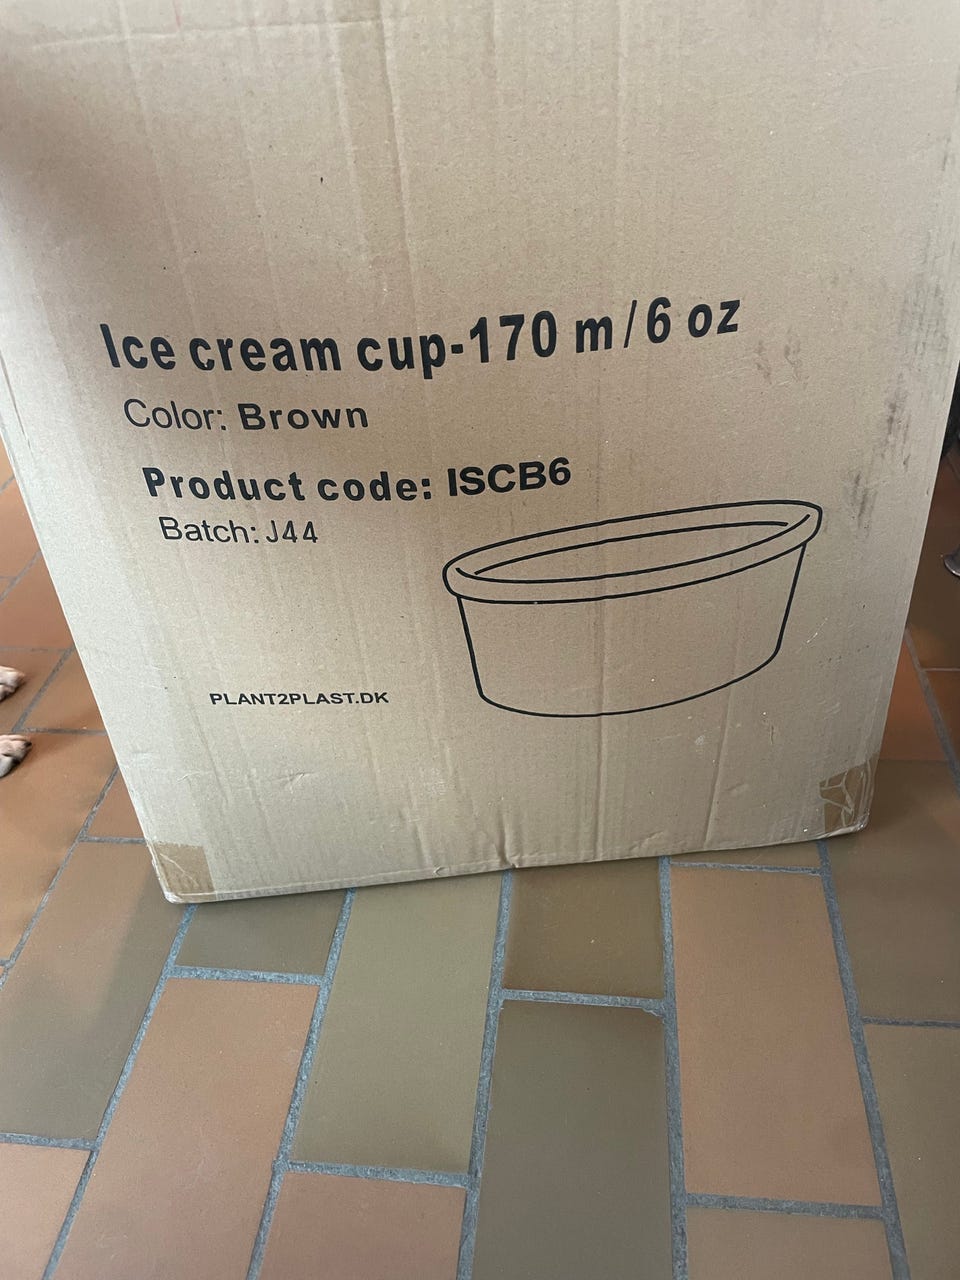 Ice cream cup-170 m/6 oz
Color: Brown
Product code: ISCB6
Batch: J44
PLANT2PLAST.DK